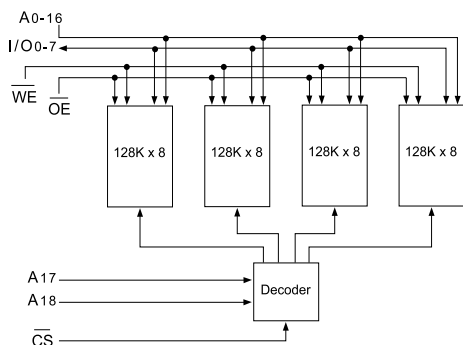 A0-16
I/O0-7
WE
OE
128K x 8
128K x 8
128K x 8
128K x 8
A17
A18
Decoder
CS